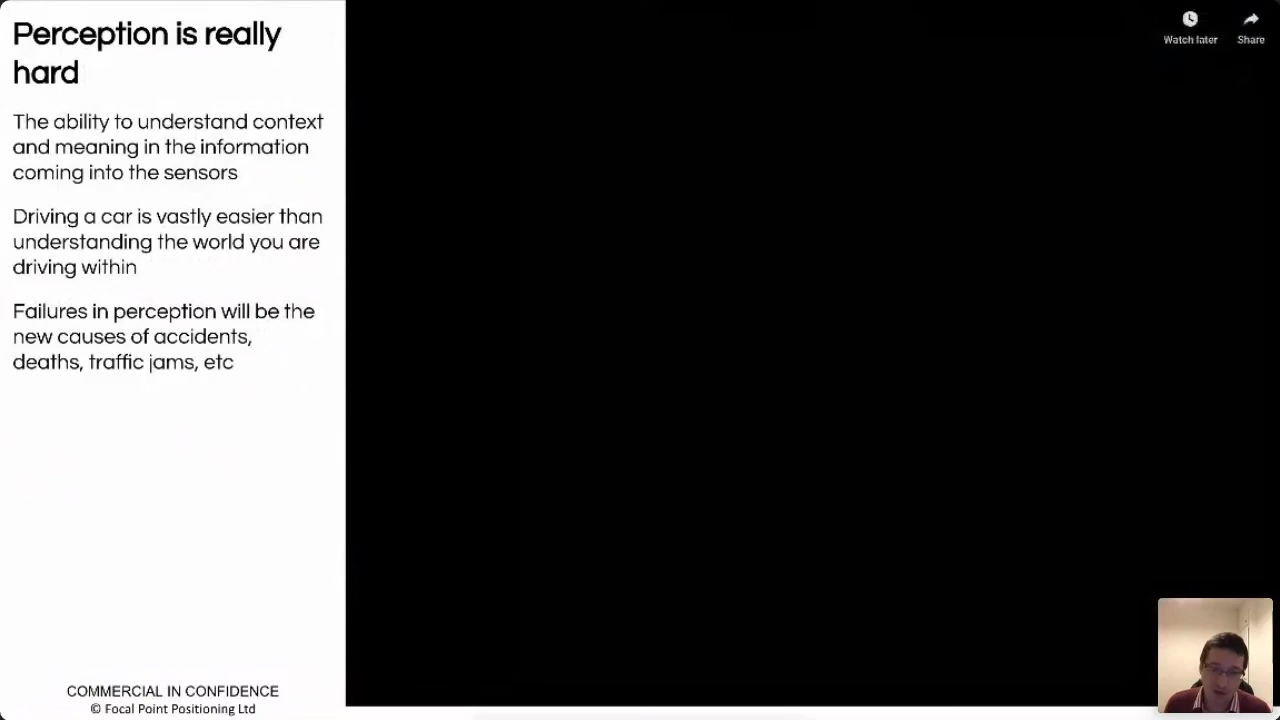 Perception is really
hard
The ability to understand context
and meaning in the information
coming into the sensors
Driving a car is vastly easier than
understanding the world you are
driving within
Failures in perception will be the
new causes of accidents,
deaths, traffic jams, etc
COMMERCIAL IN CONFIDENCE
© Focal Point Positioning Ltd
Watch later
Share